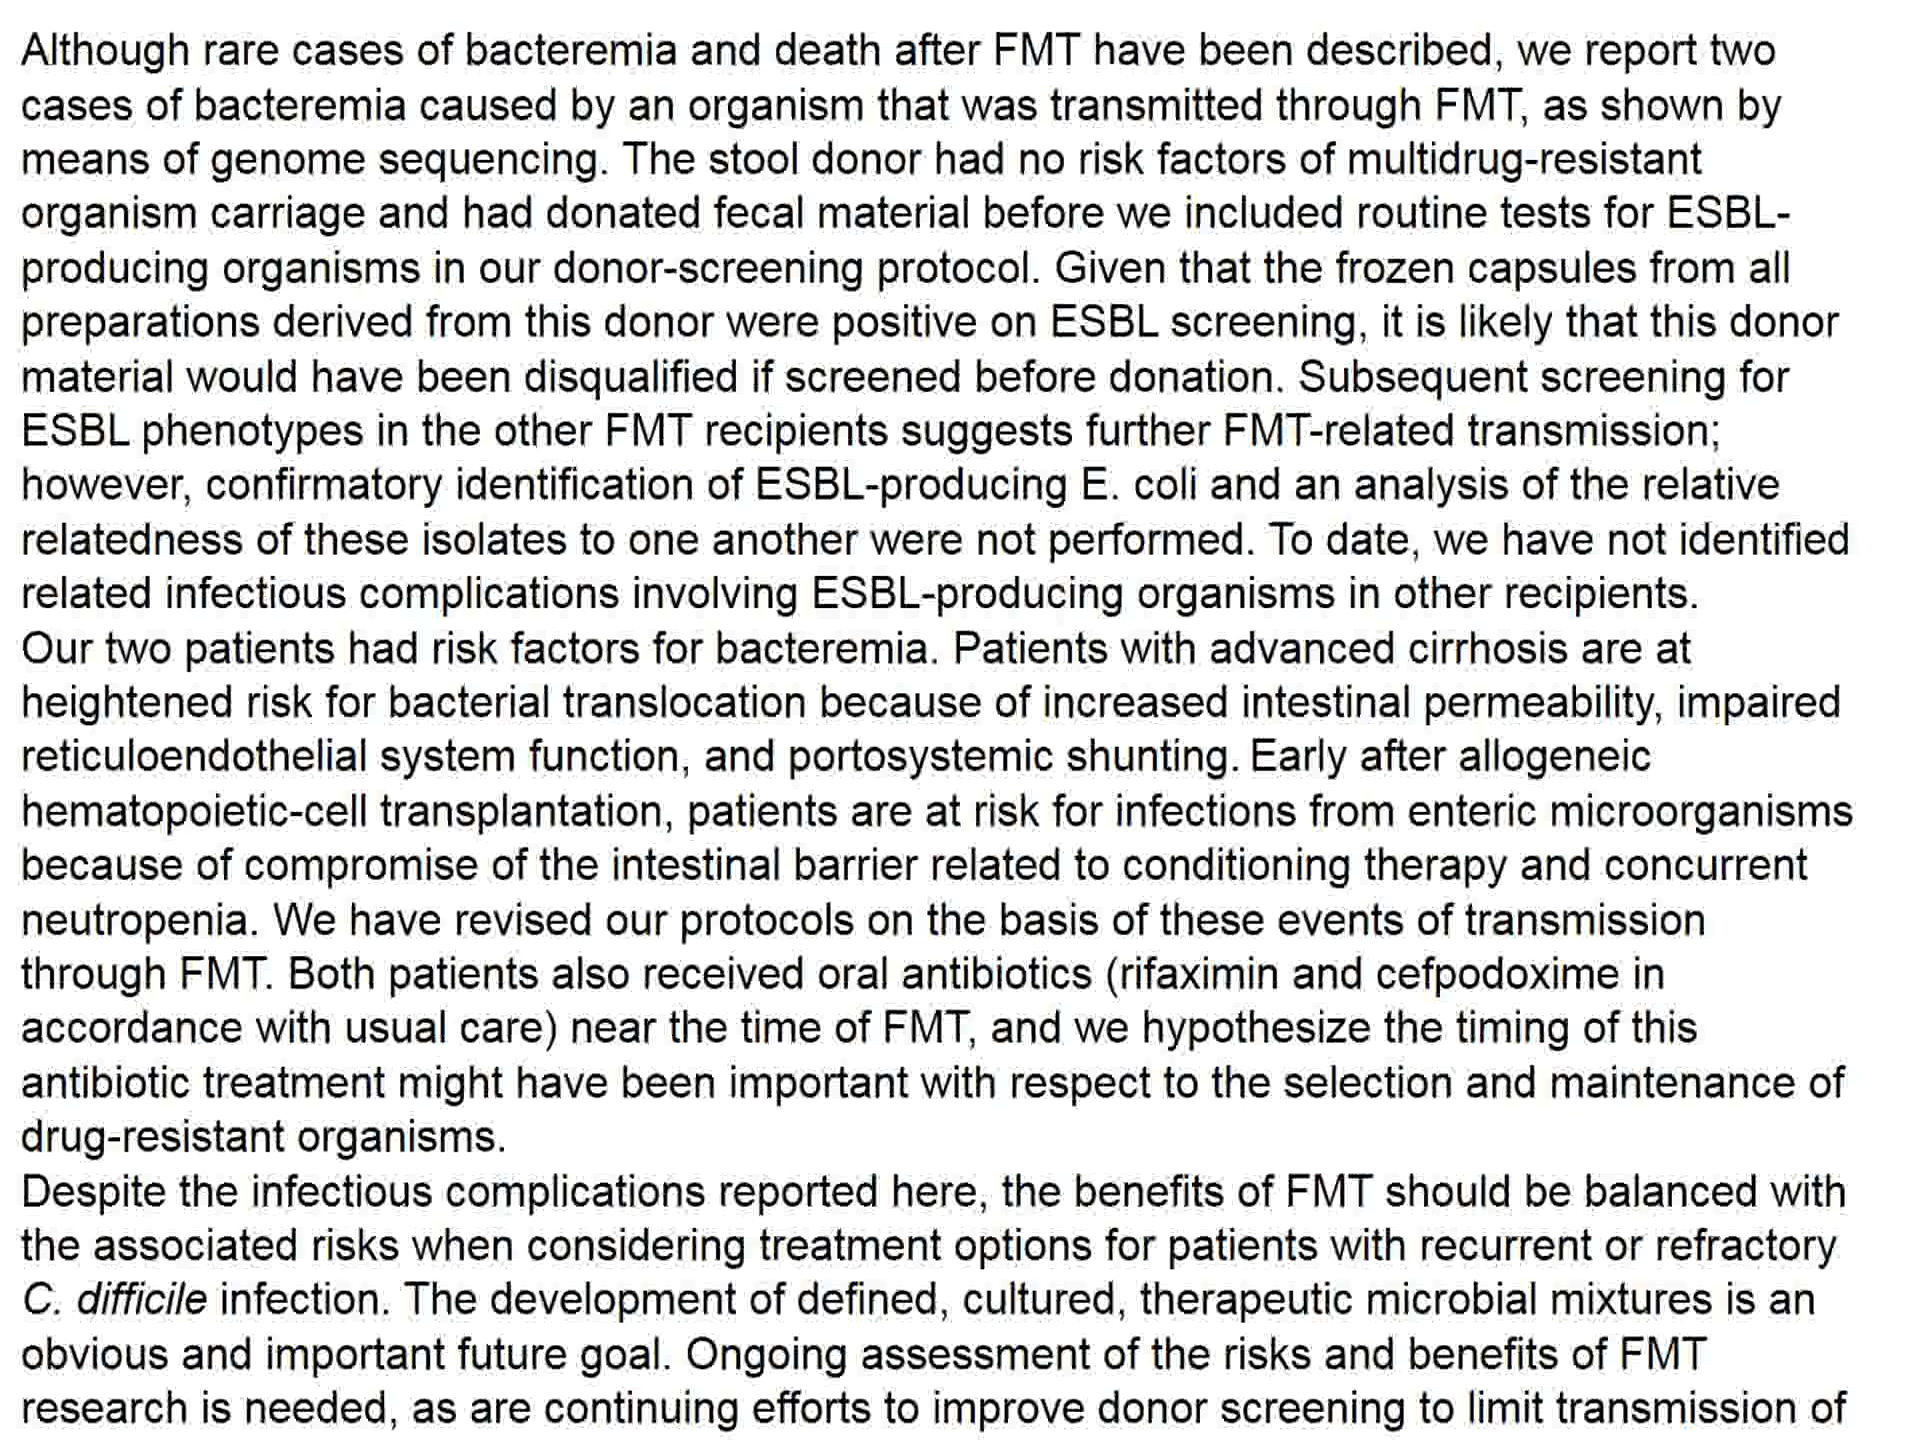 Although rare cases of bacteremia and death after FMT have been described, we report two
cases of bacteremia caused by an organism that was transmitted through FMT, as shown by
means of genome sequencing. The stool donor had no risk factors of multidrug-resistant
organism carriage and had donated fecal material before we included routine tests for ESBL-
producing organisms in our donor-screening protocol. Given that the frozen capsules from all
preparations derived from this donor were positive on ESBL screening, it is likely that this donor
material would have been disqualified if screened before donation. Subsequent screening for
ESBL phenotypes in the other FMT recipients suggests further FMT-related transmission;
however, confirmatory identification of ESBL-producing E. coli and an analysis of the relative
relatedness of these isolates to one another were not performed. To date, we have not identified
related infectious complications involving ESBL-producing organisms in other recipients.
Our two patients had risk factors for bacteremia. Patients with advanced cirrhosis are at
heightened risk for bacterial translocation because of increased intestinal permeability, impaired
reticuloendothelial system function, and portosystemic shunting. Early after allogeneic
hematopoietic-cell transplantation, patients are at risk for infections from enteric microorganisms
because of compromise of the intestinal barrier related to conditioning therapy and concurrent
neutropenia. We have revised our protocols on the basis of these events of transmission
through FMT. Both patients also received oral antibiotics (rifaximin and cefpodoxime in
accordance with usual care) near the time of FMT, and we hypothesize the timing of this
antibiotic treatment might have been important with respect to the selection and maintenance of
drug-resistant organisms.
Despite the infectious complications reported here, the benefits of FMT should be balanced with
the associated risks when considering treatment options for patients with recurrent or refractory
C. difficile infection. The development of defined, cultured, therapeutic microbial mixtures is an
obvious and important future goal. Ongoing assessment of the risks and benefits of FMT
research is needed, as are continuing efforts to improve donor screening to limit transmission of